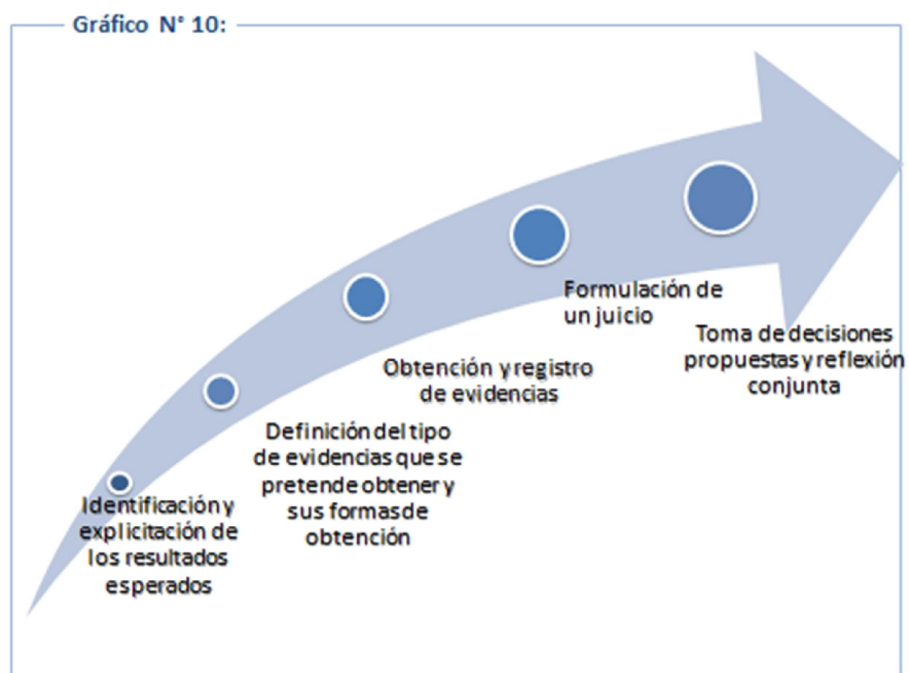 Gráfico N° 10:
Identificación y
explicitación de
los resultados
esperados
Definición del tipo
de evidencias que se
pretende obtener y
sus formas de
obtención
Obtención y registro
de evidencias
Formulación de
un juicio
Toma de decisiones
propuestas y reflexión
conjunta